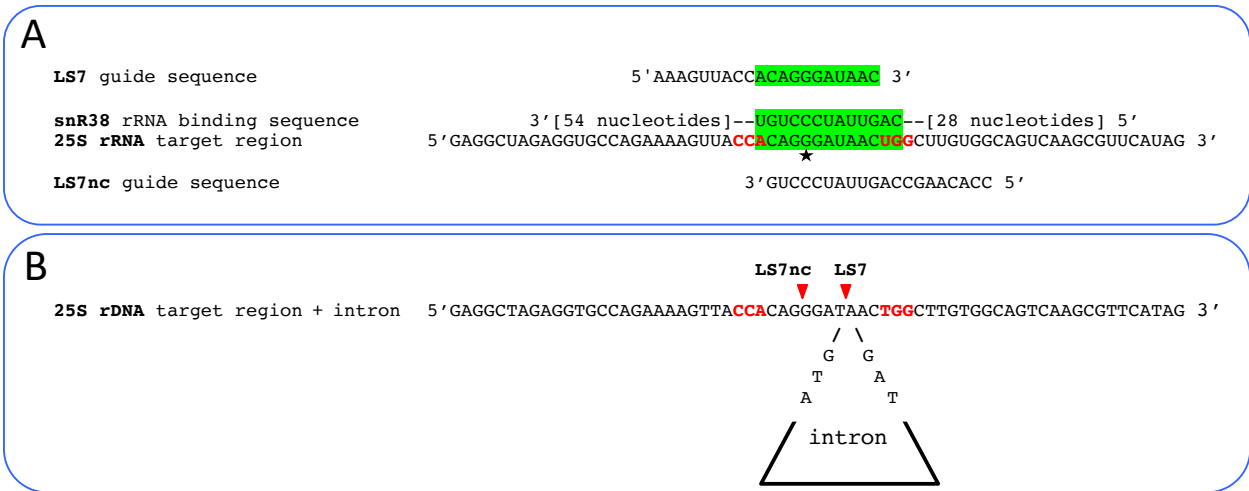 A
LS7 guide sequence 5'AAAGUUACCACAGGGAUAAC 3’
snR38 rRNA binding sequence 3’[54 nucleotides]--UGUCCCUAUUGAC--[28 nucleotides] 5’
25S rRNA target region 5’GAGGCUAGAGGUGCCAGAAAAGUUACCACAGGGAUAACUGGCUUGUGGCAGUCAAGCGUUCAUAG 3’
★
LS7nc guide sequence 3’GUCCCUAUUGACCGAACACC 5’
B
LS7nc LS7
25S rDNA target region + intron 5’GAGGCTAGAGGTGCCAGAAAAGTTACCACAGGGATAACTGGCTTGTGGCAGTCAAGCGTTCATAG 3’
/ \
G G
T A
A T
intron